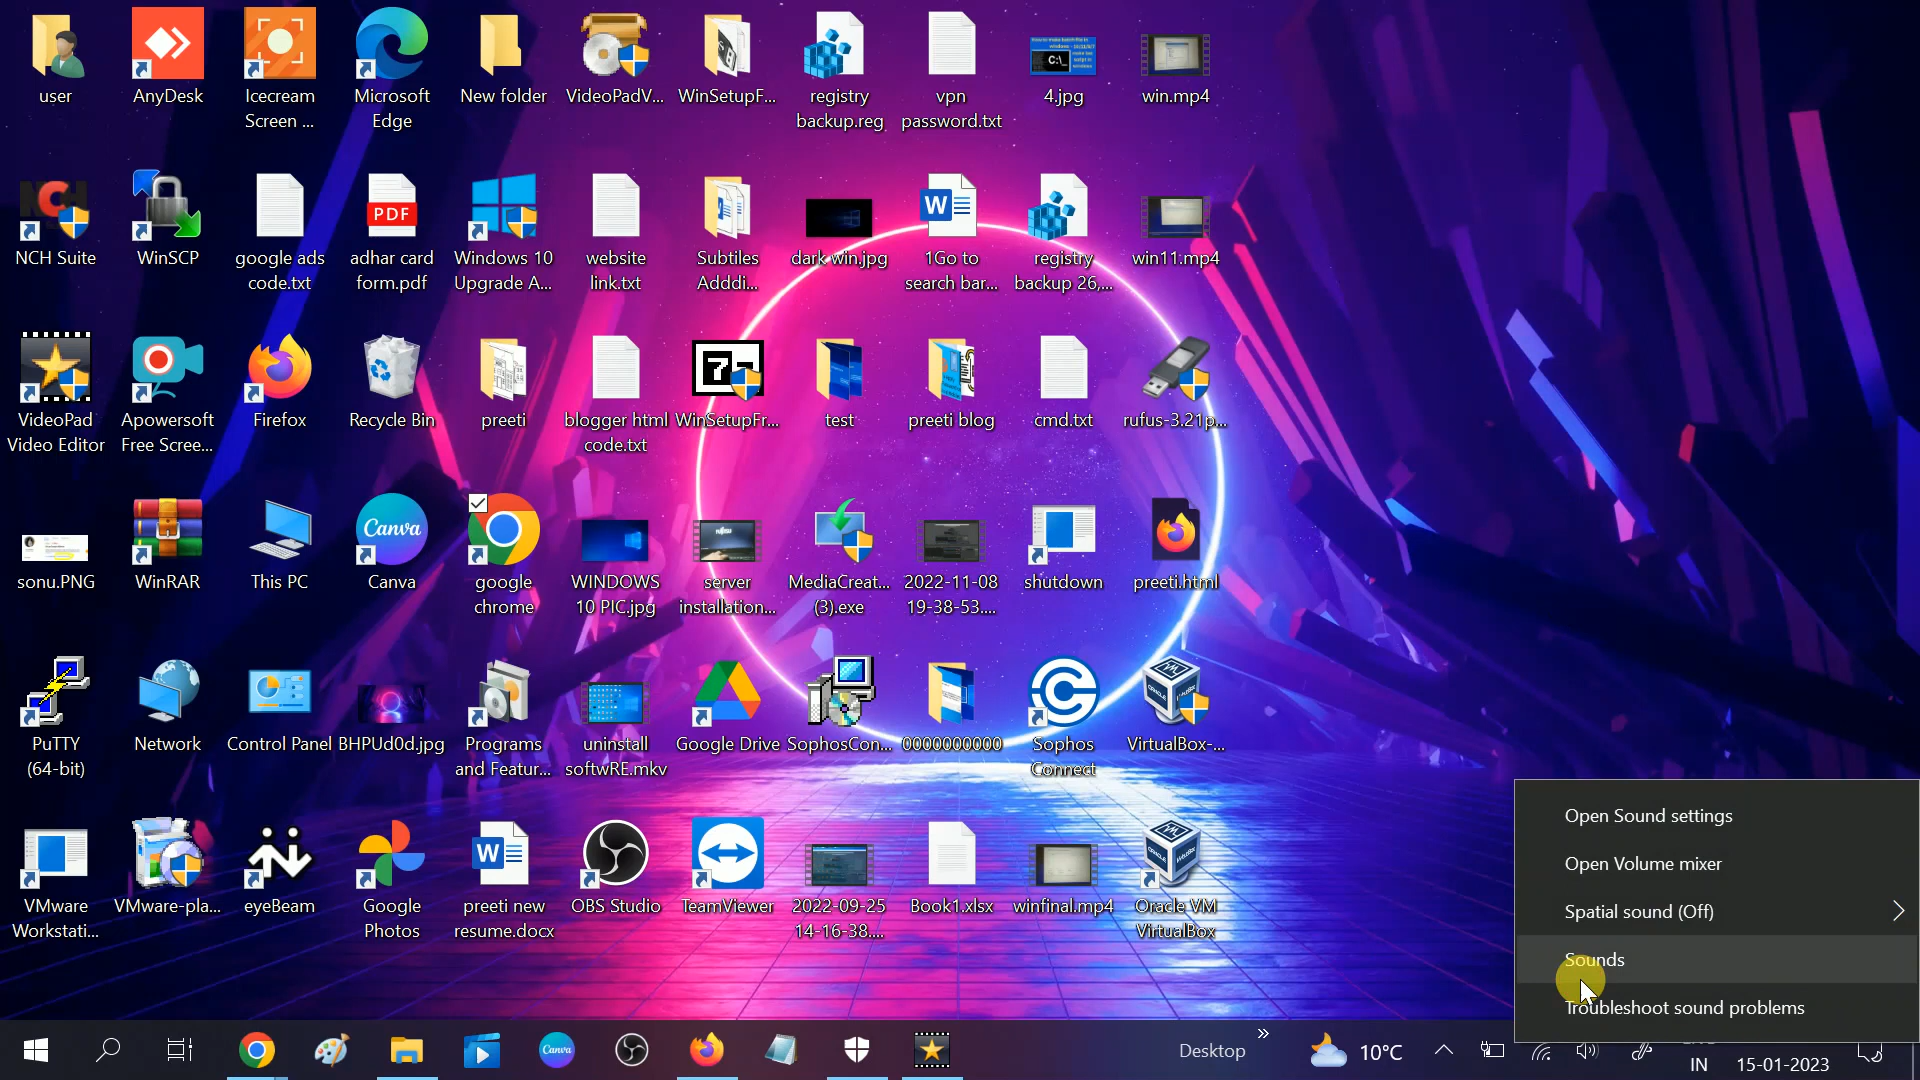 user
AnyDesk
Icecream
Screen ...
Microsoft
Edge
New folder
VideoPadV...
WinSetupF...
registry
backup.reg
vpn
password.txt
C:\_
4.jpg
win.mp4
NCH
NCH Suite
WinSCP
google ads
code.txt
PDF
adhar card
form.pdf
Windows 10
Upgrade A...
website
link.txt
Subtiles
Adddi...
dark win.jpg
W
1Go to
search bar...
registry
backup 26,...
win11.mp4
VideoPad
Video Editor
Apowersoft
Free Scree...
Firefox
Recycle Bin
preeti
blogger html
code.txt
WinSetupFr...
test
preeti blog
cmd.txt
rufus-3.21p...
sonu.PNG
WinRAR
This PC
Canva
Canva
google
chrome
WINDOWS
10 PIC.jpg
server
installation...
MediaCreat...
(3).exe
2022-11-08
19-38-53....
shutdown
preeti.html
PuTTY
(64-bit)
Network
Control Panel
BHPUd0d.jpg
Programs
and Featur...
uninstall
softwRE.mkv
Google Drive
SophosCon...
0000000000
Sophos
Connect
VirtualBox-...
VMware
Workstati...
VMware-pla...
eyeBeam
Google
Photos
W
preeti new
resume.docx
OBS Studio
TeamViewer
2022-09-25
14-16-38....
Book1.xlsx
winfinal.mp4
Oracle VM
VirtualBox
Open Sound settings
Open Volume mixer
Spatial sound (Off)
Sounds
Troubleshoot sound problems
Canva
Desktop
10°C
IN
15-01-2023